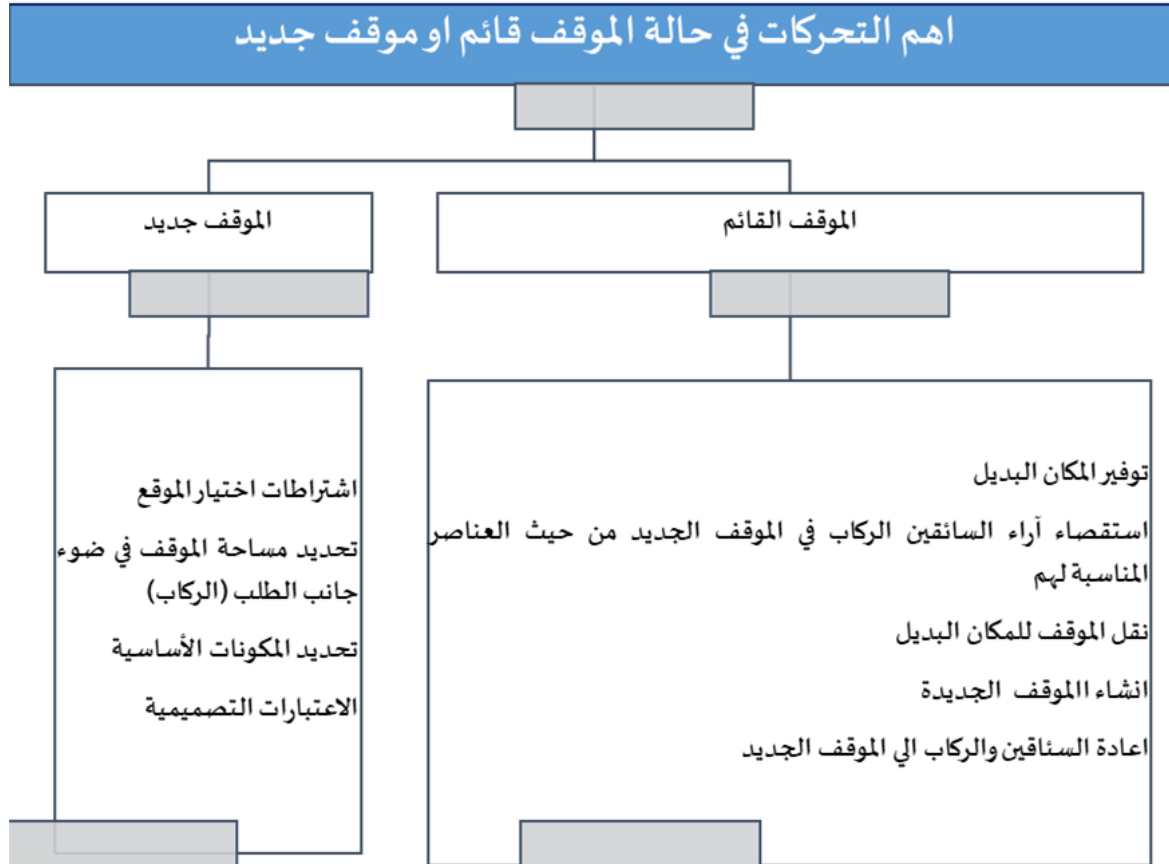 اهم التحركات في حالة الموقف قائم او موقف جديد
الموقف القائم
الموقف جديد
توفير المكان البديل
استقصاء آراء السائقين الركاب في الموقف الجديد من حيث العناصر
المناسبة لهم
نقل الموقف للمكان البديل
انشاء االموقف الجديدة
اعادة السئاقين والركاب الي الموقف الجديد
اشتراطات اختيار الموقع
تحديد مساحة الموقف في ضوء
جانب الطلب (الركاب)
تحديد المكونات الأساسية
الاعتبارات التصميمية